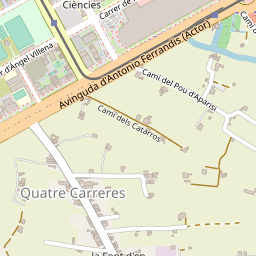 Ciències
Carrer de
d'Àngel Villena
Avinguda d'Antonio Ferrandis (Actor)
Camí del Pou d'Aparisi
Camí dels Catarros
Quatre Carreres
la Font d'en